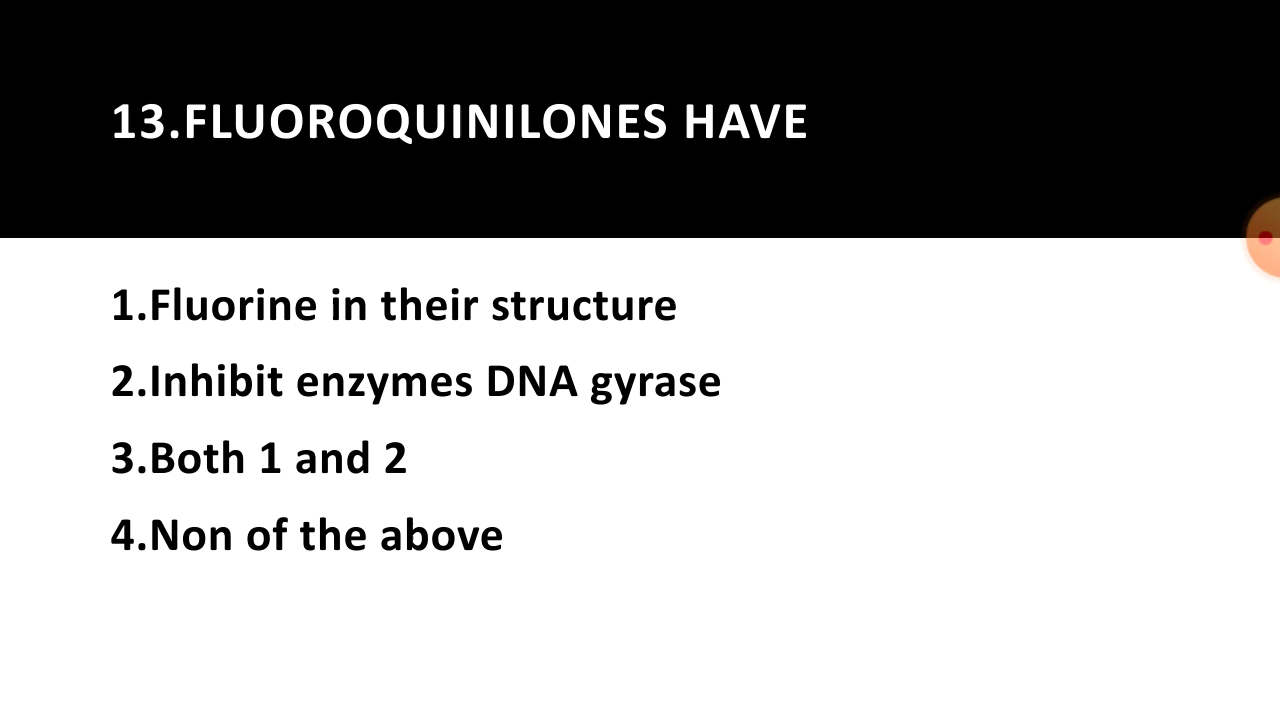 13.FLUOROQUINILONES HAVE
1.Fluorine in their structure
2.Inhibit enzymes DNA gyrase
3.Both 1 and 2
4.Non of the above